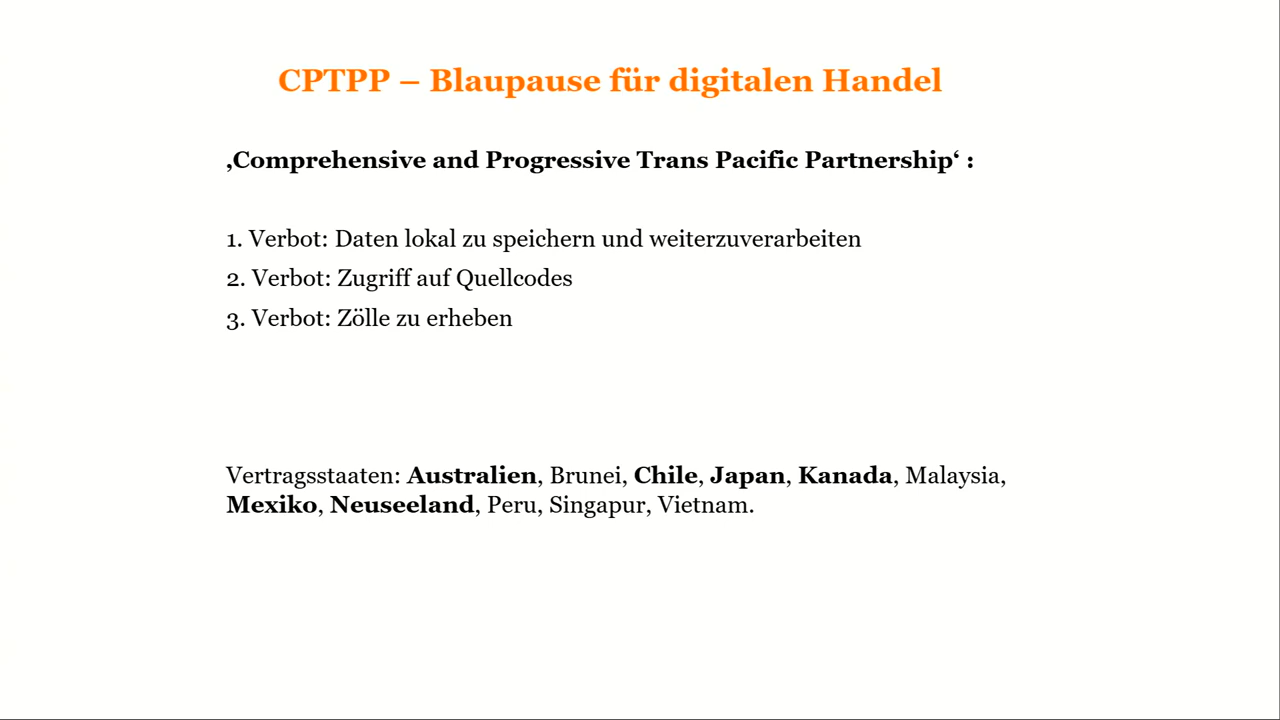 CPTPP – Blaupause für digitalen Handel
‚Comprehensive and Progressive Trans Pacific Partnership‘ :
1. Verbot: Daten lokal zu speichern und weiterzuverarbeiten
2. Verbot: Zugriff auf Quellcodes
3. Verbot: Zölle zu erheben
Vertragsstaaten: Australien, Brunei, Chile, Japan, Kanada, Malaysia,
Mexiko, Neuseeland, Peru, Singapur, Vietnam.